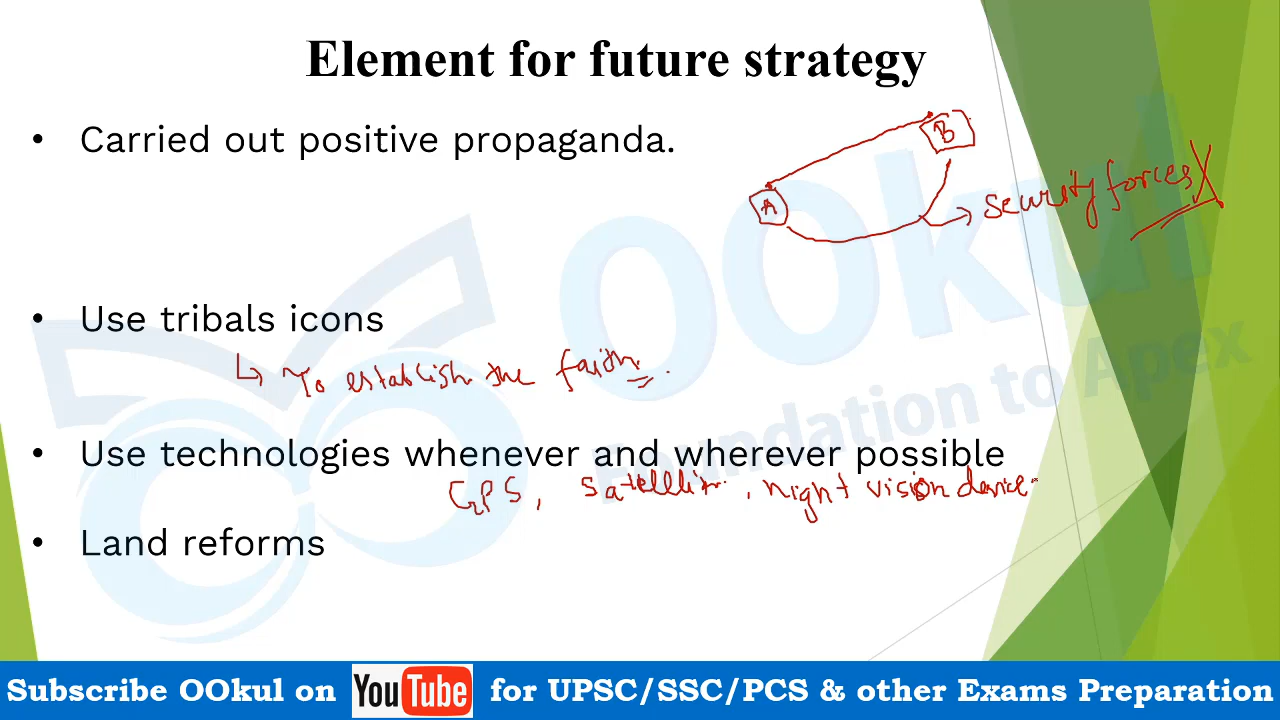 Element for future strategy
• Carried out positive propaganda.
B
A
security forces
• Use tribals icons
To establish the faith.
• Use technologies whenever and wherever possible
GPS, , night vision device
• Land reforms
OOkul
Foundation to Apex
Subscribe OOkul on YouTube for UPSC/SSC/PCS & other Exams Preparation